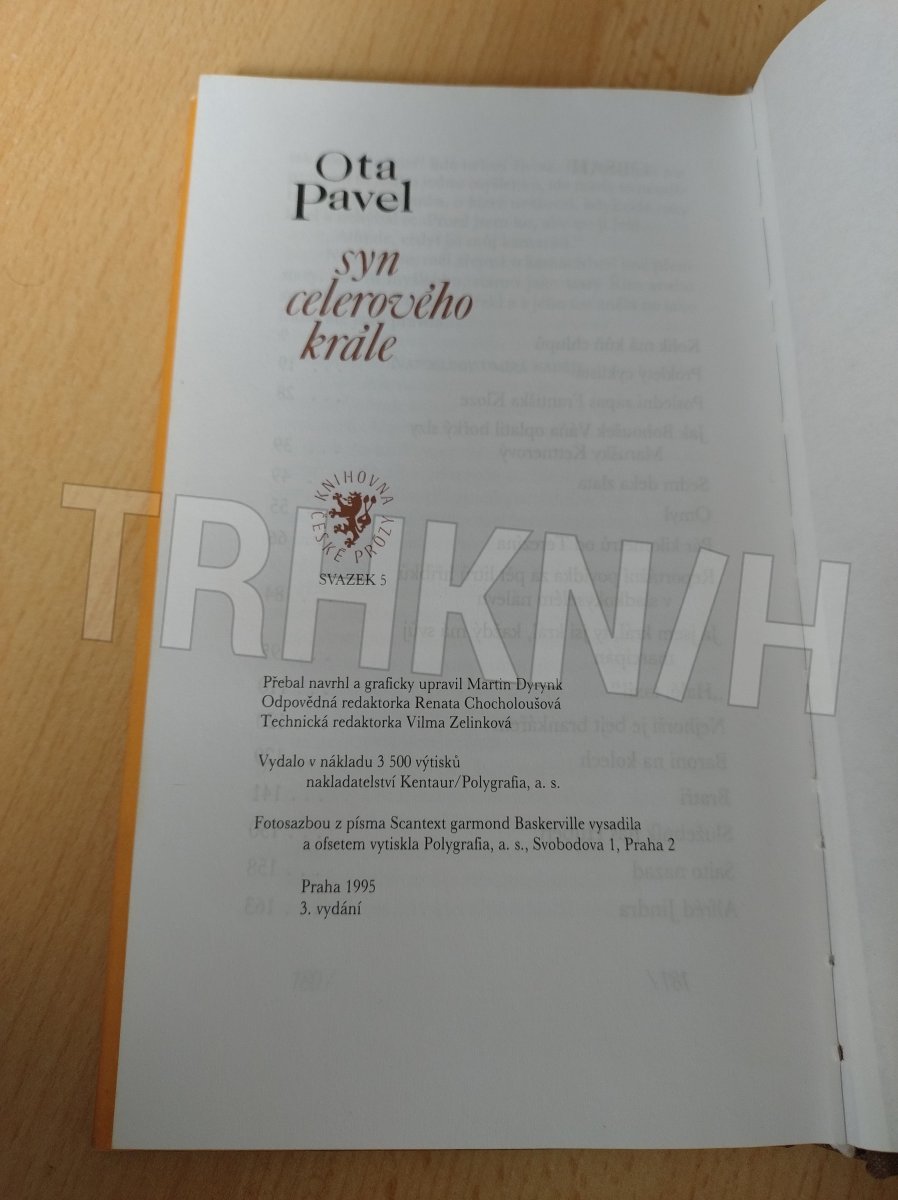 Ota
Pavel
syn
celerového
krále
KNIHOVNA
ČESKÉ PRÓZY
SVAZEK 5
TRHKNIH
Přebal navrhl a graficky upravil Martin Dyrynk
Odpovědná redaktorka Renata Chocholoušová
Technická redaktorka Vilma Zelinková
Vydalo v nákladu 3 500 výtisků
nakladatelství Kentaur/Polygrafia, a. s.
Fotosazbou z písma Scantext garmond Baskerville vysadila
a ofsetem vytiskla Polygrafia, a. s., Svobodova 1, Praha 2
Praha 1995
3. vydání